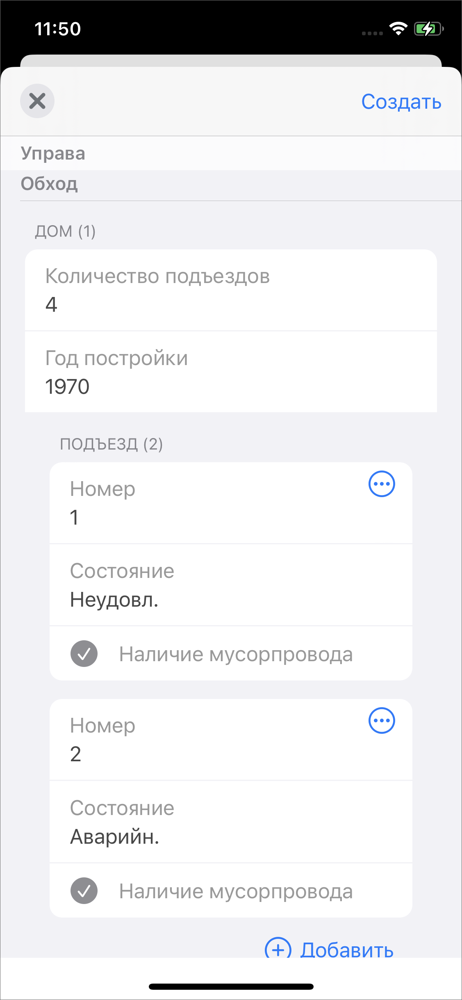 11:50
Создать
Управа
Обход
ДОМ (1)
Количество подъездов
4
Год постройки
1970
ПОДЪЕЗД (2)
Номер
1
Состояние
Неудовл.
Наличие мусорпровода
Номер
2
Состояние
Аварийн.
Наличие мусорпровода
Добавить